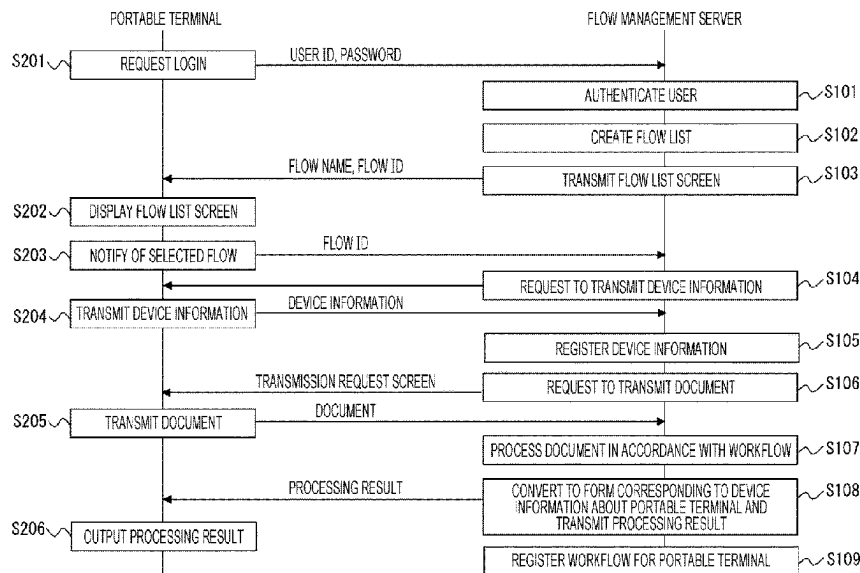 PORTABLE TERMINAL
FLOW MANAGEMENT SERVER
S201
REQUEST LOGIN
USER ID, PASSWORD
AUTHENTICATE USER
S101
CREATE FLOW LIST
S102
FLOW NAME, FLOW ID
TRANSMIT FLOW LIST SCREEN
S103
S202
DISPLAY FLOW LIST SCREEN
S203
NOTIFY OF SELECTED FLOW
FLOW ID
REQUEST TO TRANSMIT DEVICE INFORMATION
S104
S204
TRANSMIT DEVICE INFORMATION
DEVICE INFORMATION
REGISTER DEVICE INFORMATION
S105
TRANSMISSION REQUEST SCREEN
REQUEST TO TRANSMIT DOCUMENT
S106
S205
TRANSMIT DOCUMENT
DOCUMENT
PROCESS DOCUMENT IN ACCORDANCE WITH WORKFLOW
S107
PROCESSING RESULT
CONVERT TO FORM CORRESPONDING TO DEVICE
INFORMATION ABOUT PORTABLE TERMINAL AND
TRANSMIT PROCESSING RESULT
S108
S206
OUTPUT PROCESSING RESULT
REGISTER WORKFLOW FOR PORTABLE TERMINAL
S109